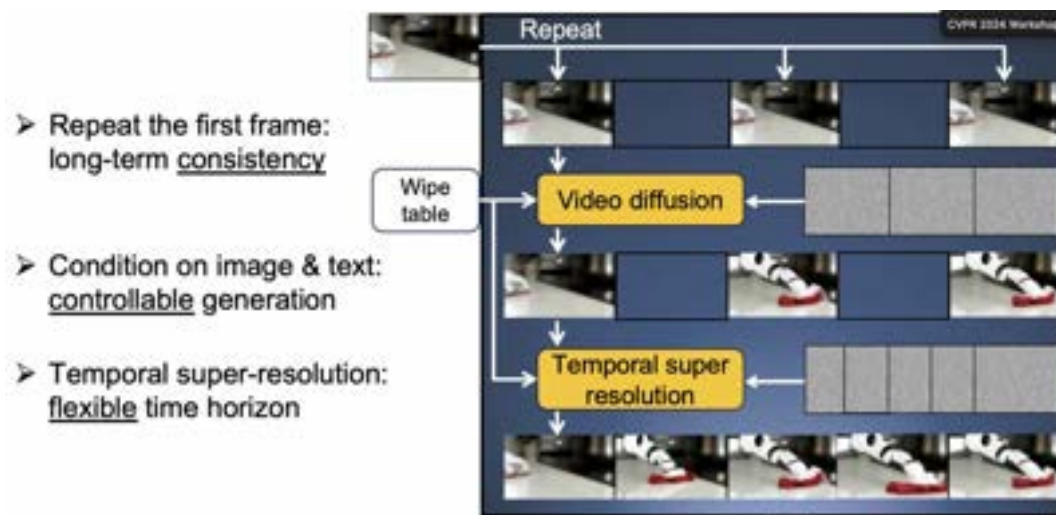 Repeat
CVPR 2024 Workshop
➢ Repeat the first frame:
long-term consistency
Wipe
table
Video diffusion
➢ Condition on image & text:
controllable generation
➢ Temporal super-resolution:
flexible time horizon
Temporal super
resolution